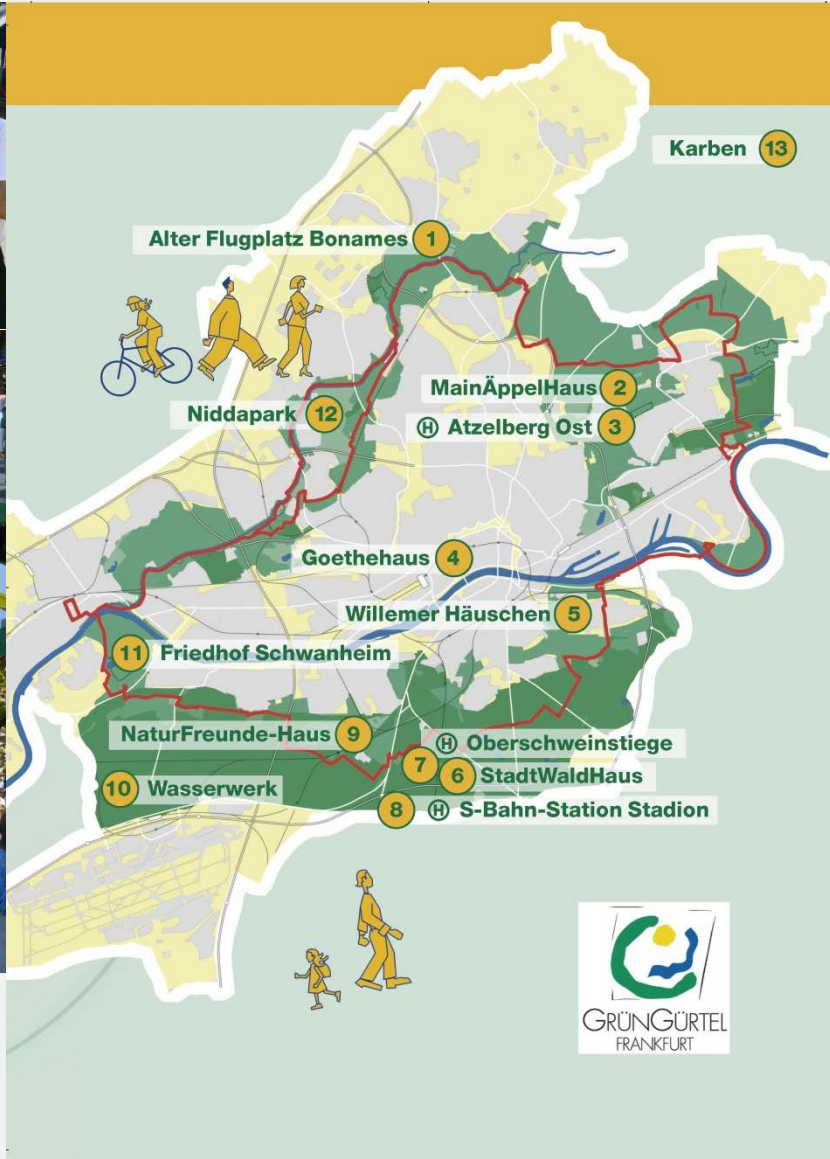 Karben 13
Alter Flugplatz Bonames 1
MainÄppelHaus 2
Niddapark 12
Ⓗ Atzelberg Ost 3
Goethehaus 4
Willemer Häuschen 5
11 Friedhof Schwanheim
NaturFreunde-Haus 9
7 Ⓗ Oberschweinstiege
6 StadtWaldHaus
10 Wasserwerk
8 Ⓗ S-Bahn-Station Stadion
GRÜNGÜRTEL
FRANKFURT